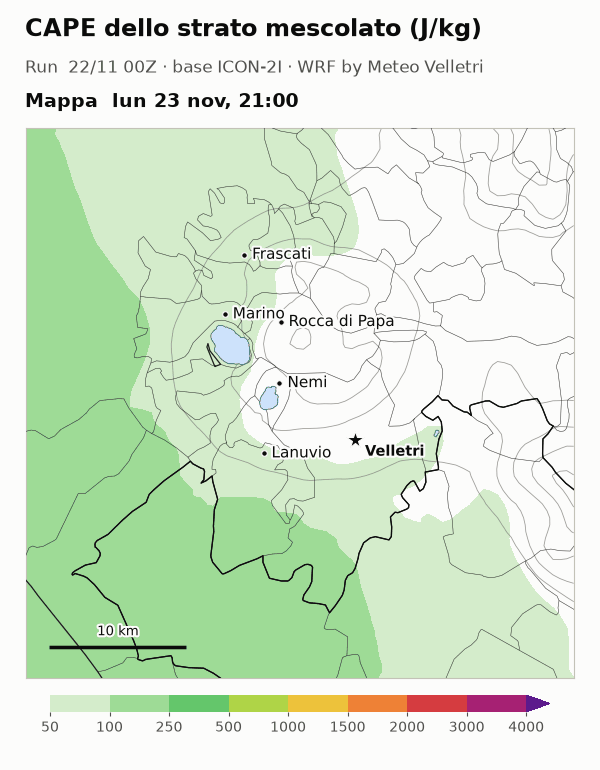 CAPE dello strato mescolato (J/kg)
Run  22/11 00Z · base ICON-2I · WRF by Meteo Velletri
Mappa  lun 23 nov, 21:00
Frascati
Marino
Rocca di Papa
Nemi
Velletri
Lanuvio
10 km
50 100 250 500 1000 1500 2000 3000 4000